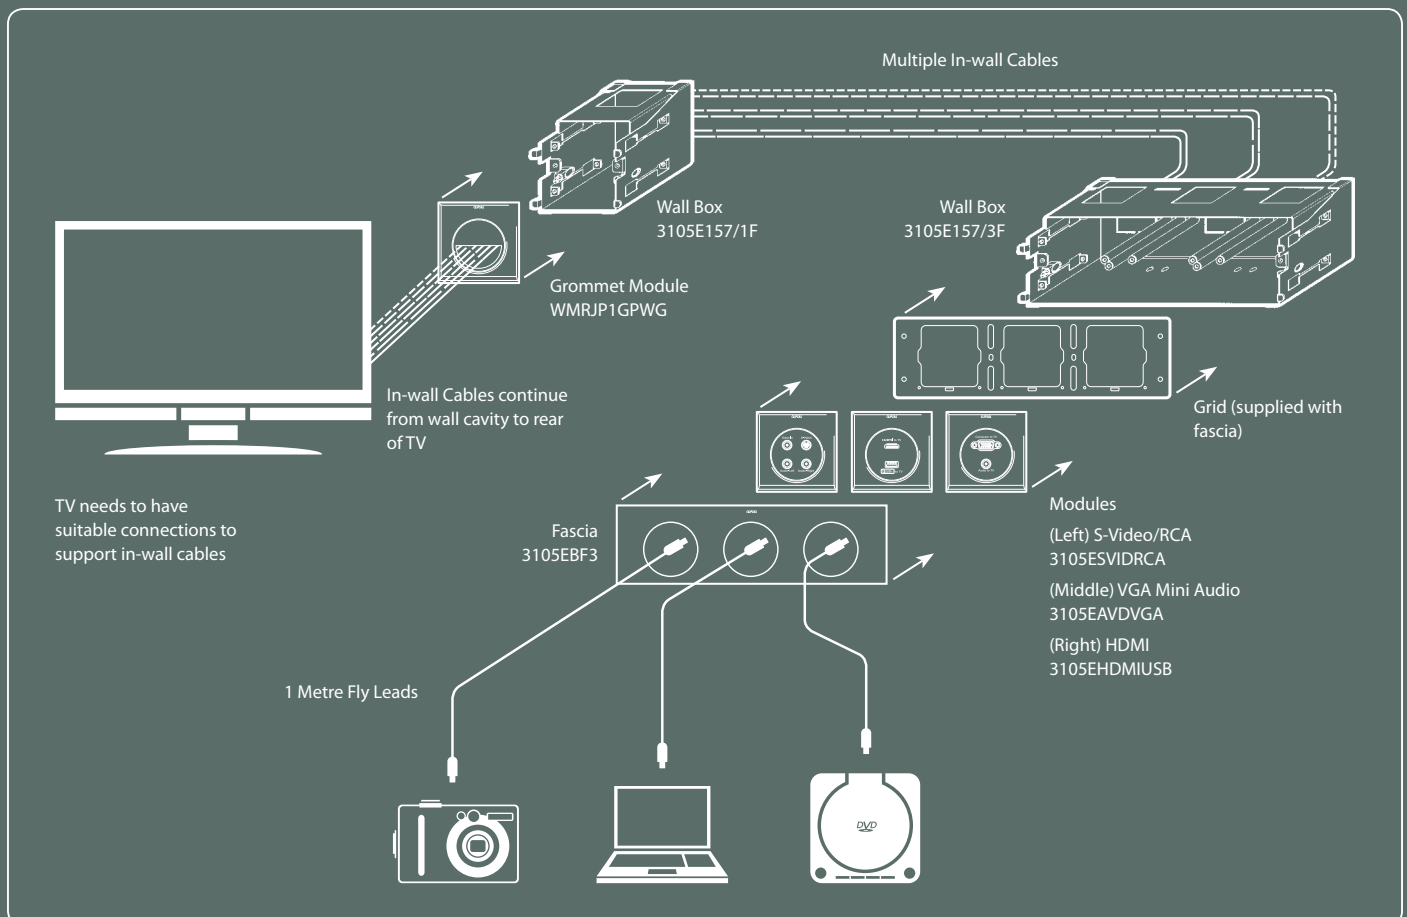 Multiple In-wall Cables
Wall Box
3105E157/1F
Wall Box
3105E157/3F
Grommet Module
WMRJP1GPWG
In-wall Cables continue
from wall cavity to rear
of TV
Grid (supplied with
fascia)
TV needs to have
suitable connections to
support in-wall cables
Fascia
3105EBF3
Modules
(Left) S-Video/RCA
3105ESVIDRCA
(Middle) VGA Mini Audio
3105EAVDVGA
(Right) HDMI
3105EHDMIUSB
1 Metre Fly Leads
DVD